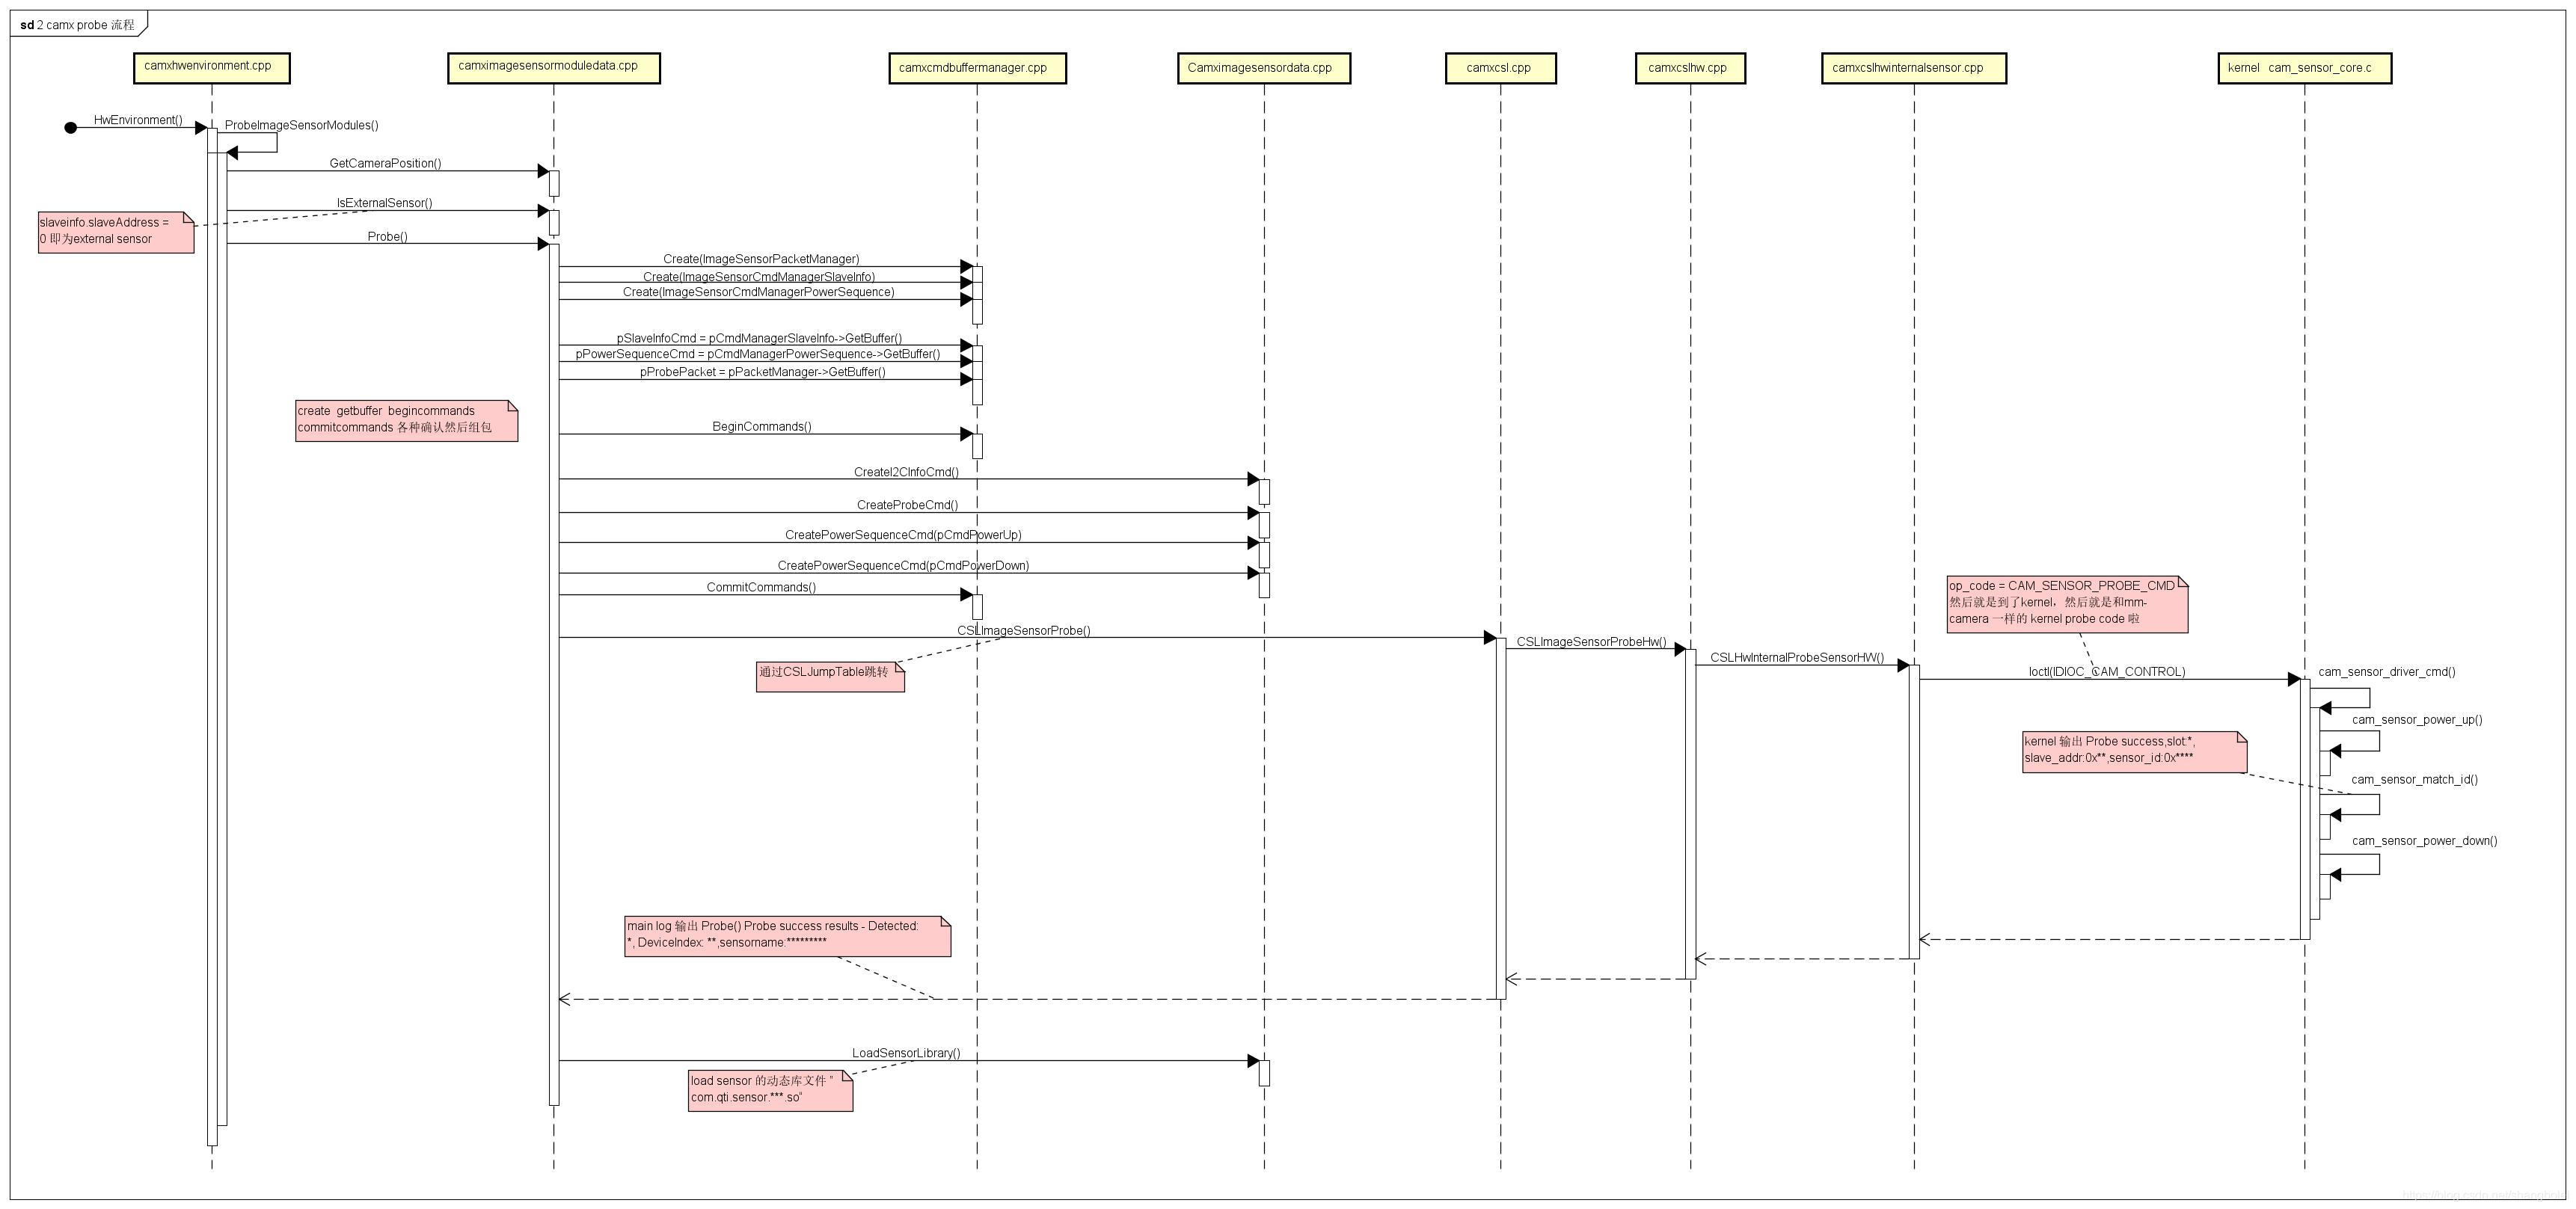 sd 2 camx probe 流程
camxhwenvironment.cpp
camximagesensormoduledata.cpp
camxcmdbuffermanager.cpp
Camximagesensordata.cpp
camxcsl.cpp
camxcslhw.cpp
camxcslhwinternalsensor.cpp
kernel cam_sensor_core.c
HwEnvironment()
ProbeImageSensorModules()
GetCameraPosition()
IsExternalSensor()
slaveinfo.slaveAddress =
0 即为external sensor
Probe()
Create(ImageSensorPacketManager)
Create(ImageSensorCmdManagerSlaveInfo)
Create(ImageSensorCmdManagerPowerSequence)
pSlaveInfoCmd = pCmdManagerSlaveInfo->GetBuffer()
pPowerSequenceCmd = pCmdManagerPowerSequence->GetBuffer()
pProbePacket = pPacketManager->GetBuffer()
create getbuffer begincommands
commitcommands 各种确认然后组包
BeginCommands()
CreateI2CInfoCmd()
CreateProbeCmd()
CreatePowerSequenceCmd(pCmdPowerUp)
CreatePowerSequenceCmd(pCmdPowerDown)
CommitCommands()
CSLImageSensorProbe()
通过CSLJumpTable跳转
CSLImageSensorProbeHw()
CSLHwInternalProbeSensorHW()
op_code = CAM_SENSOR_PROBE_CMD
然后就是到了kernel，然后就是和mm-
camera 一样的 kernel probe code 啦
Ioctl(IDIOC_CAM_CONTROL)
cam_sensor_driver_cmd()
cam_sensor_power_up()
kernel 输出 Probe success,slot:*,
slave_addr:0x**,sensor_id:0x****
cam_sensor_match_id()
cam_sensor_power_down()
main log 输出 Probe() Probe success results - Detected:
*, DeviceIndex: **,sensorname:*********
LoadSensorLibrary()
load sensor 的动态库文件 "
com.qti.sensor.***.so"